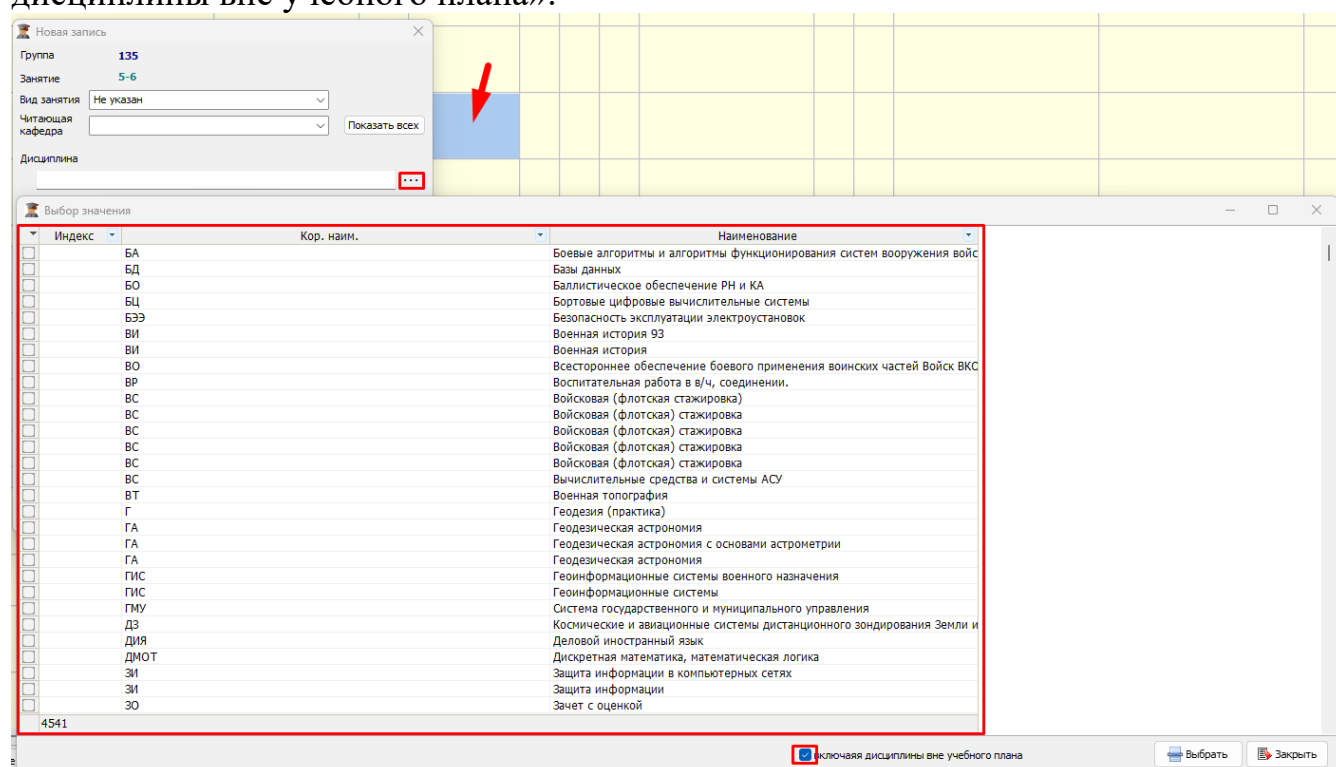 дисциплины вне учебного плана».
Новая запись
Группа 135
Занятие 5-6
Вид занятия Не указан
Читающая кафедра Показать всех
Дисциплина
...
Выбор значения
Индекс Кор. наим. Наименование
БА Боевые алгоритмы и алгоритмы функционирования систем вооружения войс
БД Базы данных
БО Баллистическое обеспечение РН и КА
БЦ Бортовые цифровые вычислительные системы
БЭЭ Безопасность эксплуатации электроустановок
ВИ Военная история 93
ВИ Военная история
ВО Всестороннее обеспечение боевого применения воинских частей Войск ВКО
ВР Воспитательная работа в в/ч, соединении.
ВС Войсковая (флотская стажировка)
ВС Войсковая (флотская) стажировка
ВС Войсковая (флотская) стажировка
ВС Войсковая (флотская) стажировка
ВС Войсковая (флотская) стажировка
ВС Вычислительные средства и системы АСУ
ВТ Военная топография
Г Геодезия (практика)
ГА Геодезическая астрономия
ГА Геодезическая астрономия с основами астрометрии
ГА Геодезическая астрономия
ГИС Геоинформационные системы военного назначения
ГИС Геоинформационные системы
ГМУ Система государственного и муниципального управления
ДЗ Космические и авиационные системы дистанционного зондирования Земли и
ДИЯ Деловой иностранный язык
ДМОТ Дискретная математика, математическая логика
ЗИ Защита информации в компьютерных сетях
ЗИ Защита информации
ЗО Зачет с оценкой
4541
включаяя дисциплины вне учебного плана Выбрать Закрыть